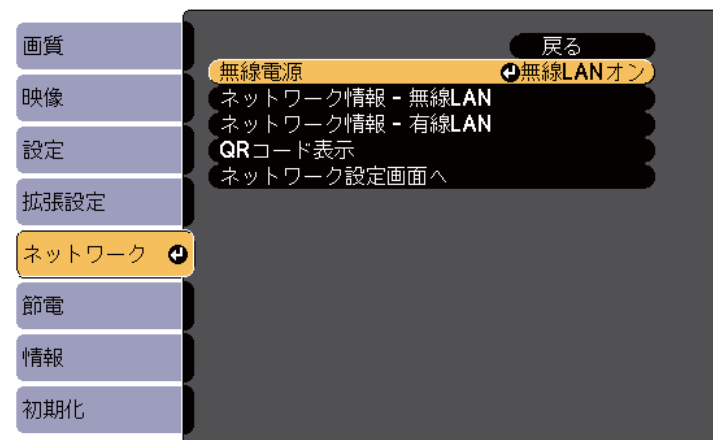 画質
映像
設定
拡張設定
ネットワーク
節電
情報
初期化
戻る
無線電源 無線LANオン
ネットワーク情報 - 無線LAN
ネットワーク情報 - 有線LAN
QRコード表示
ネットワーク設定画面へ